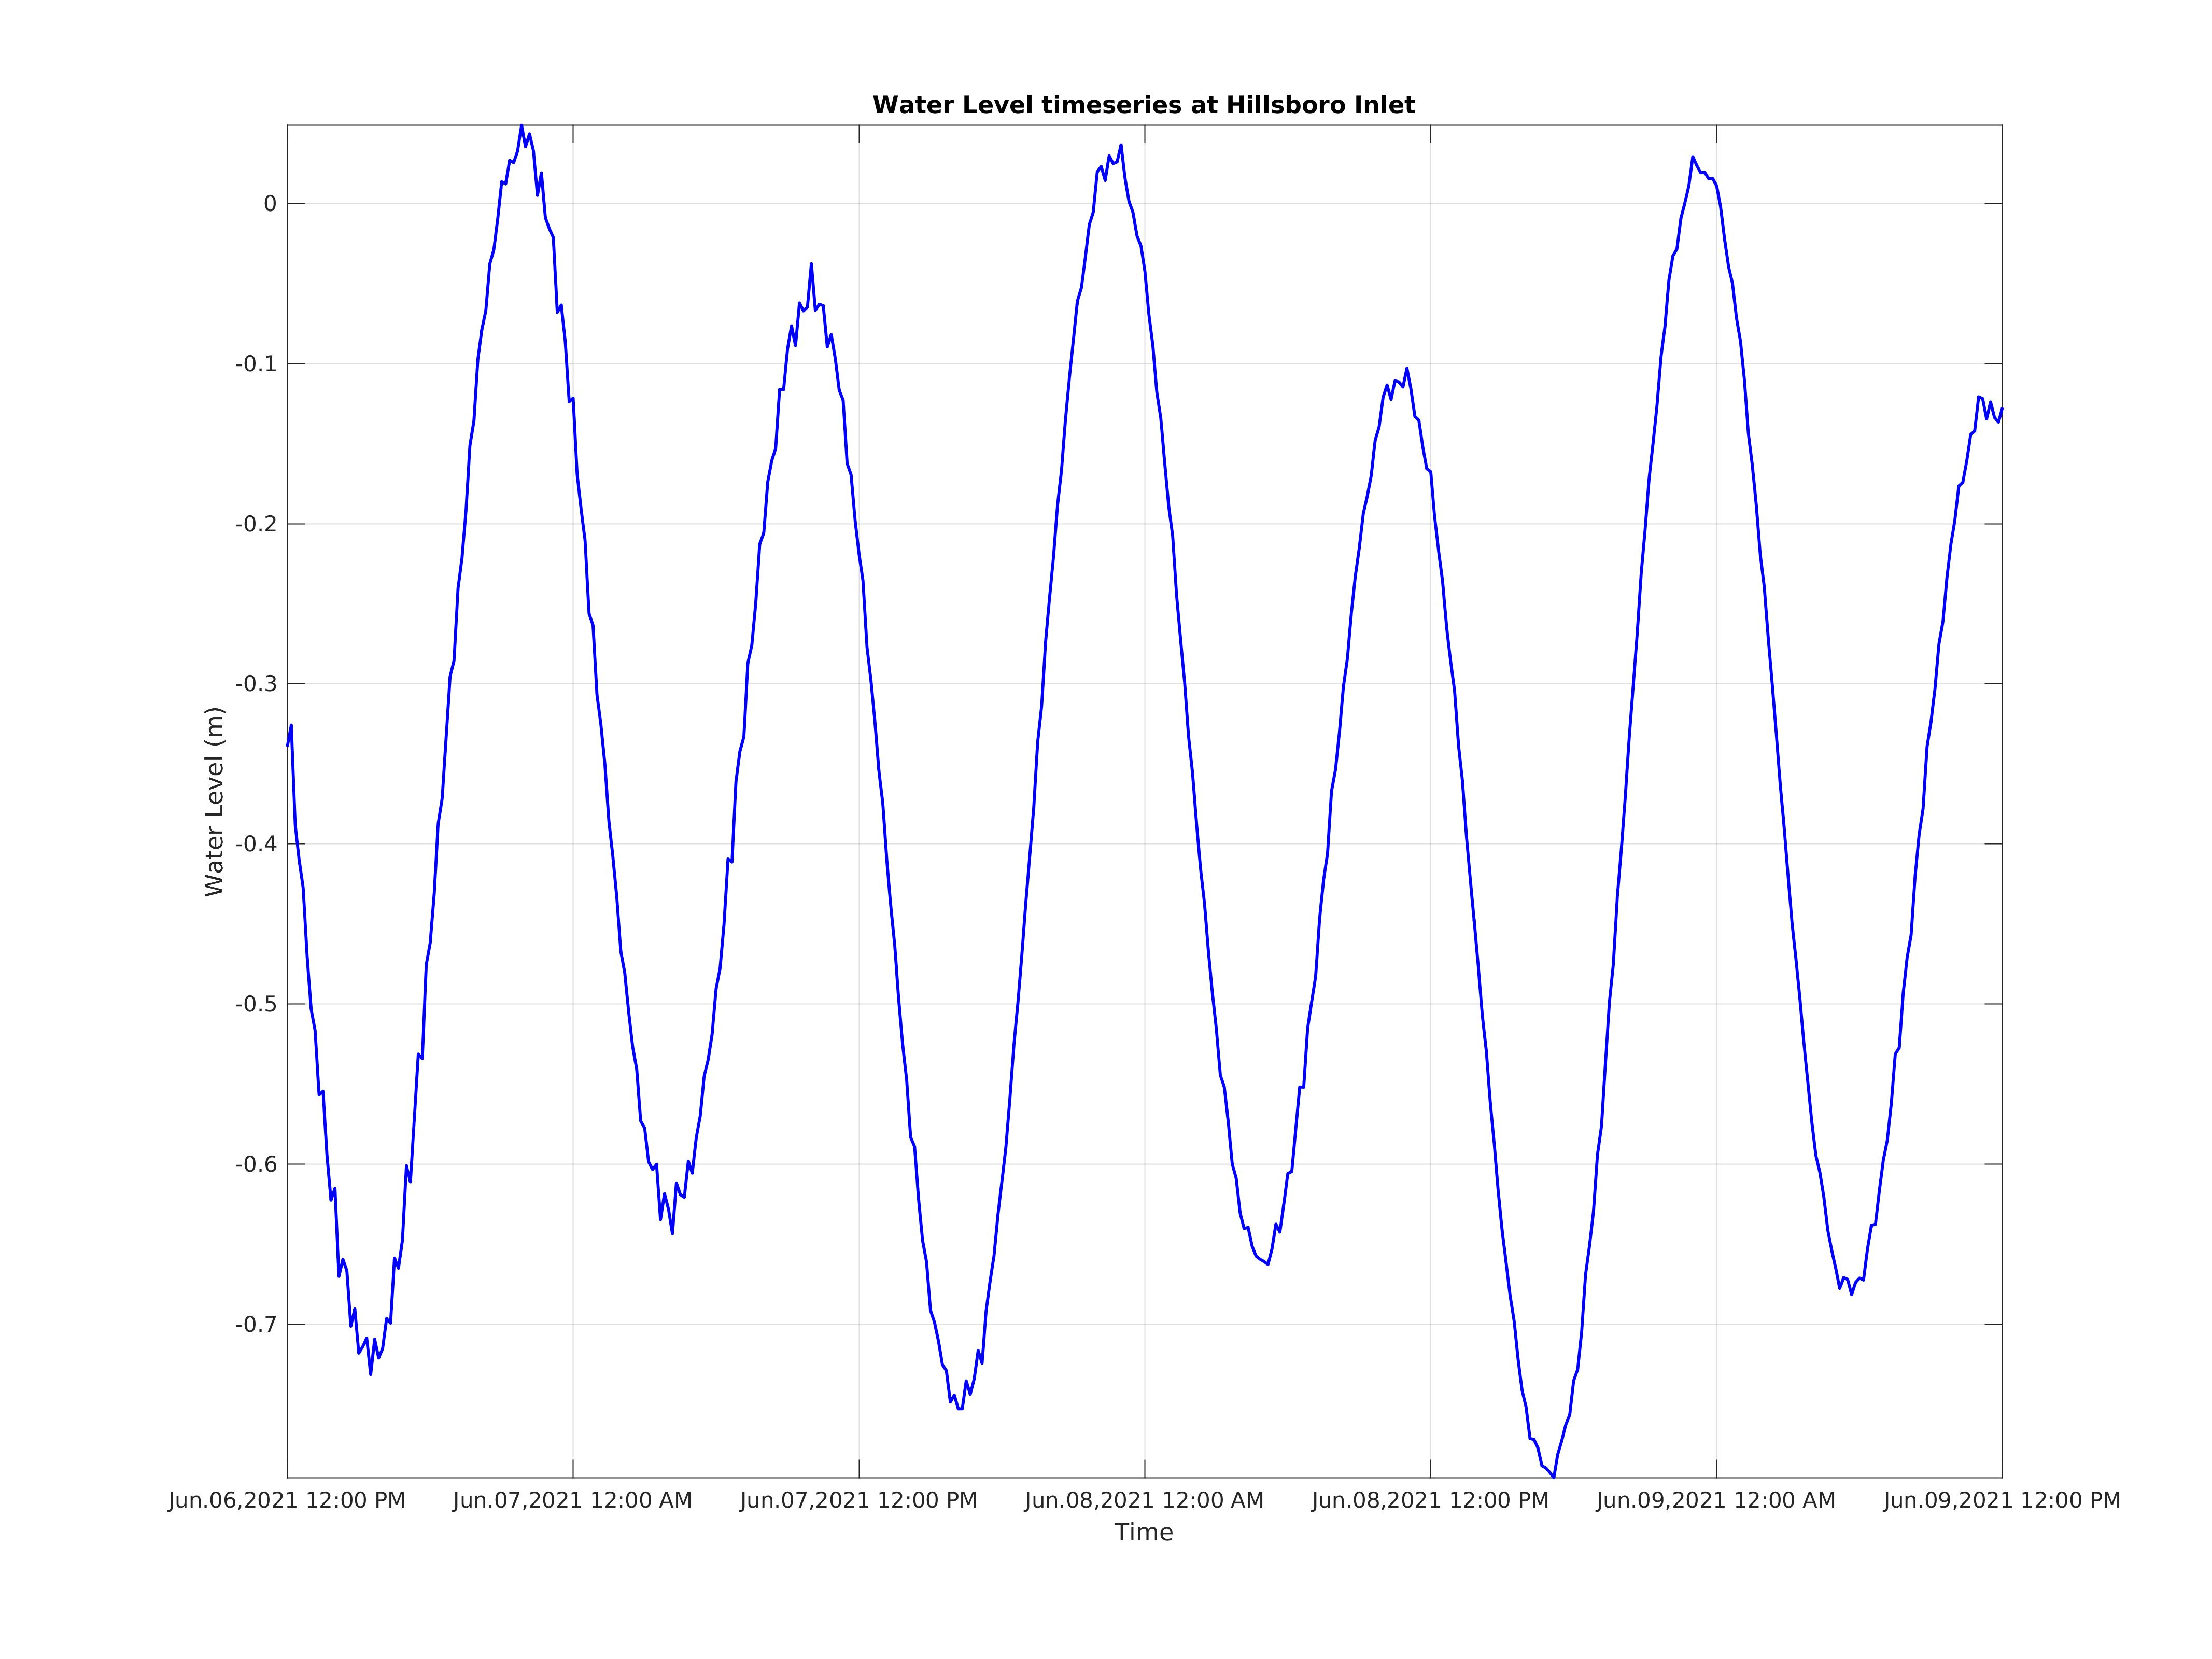 Water Level timeseries at Hillsboro Inlet
0
-0.1
-0.2
-0.3
-0.4
-0.5
-0.6
-0.7
Water Level (m)
Jun.06,2021 12:00 PM Jun.07,2021 12:00 AM Jun.07,2021 12:00 PM Jun.08,2021 12:00 AM Jun.08,2021 12:00 PM Jun.09,2021 12:00 AM Jun.09,2021 12:00 PM
Time